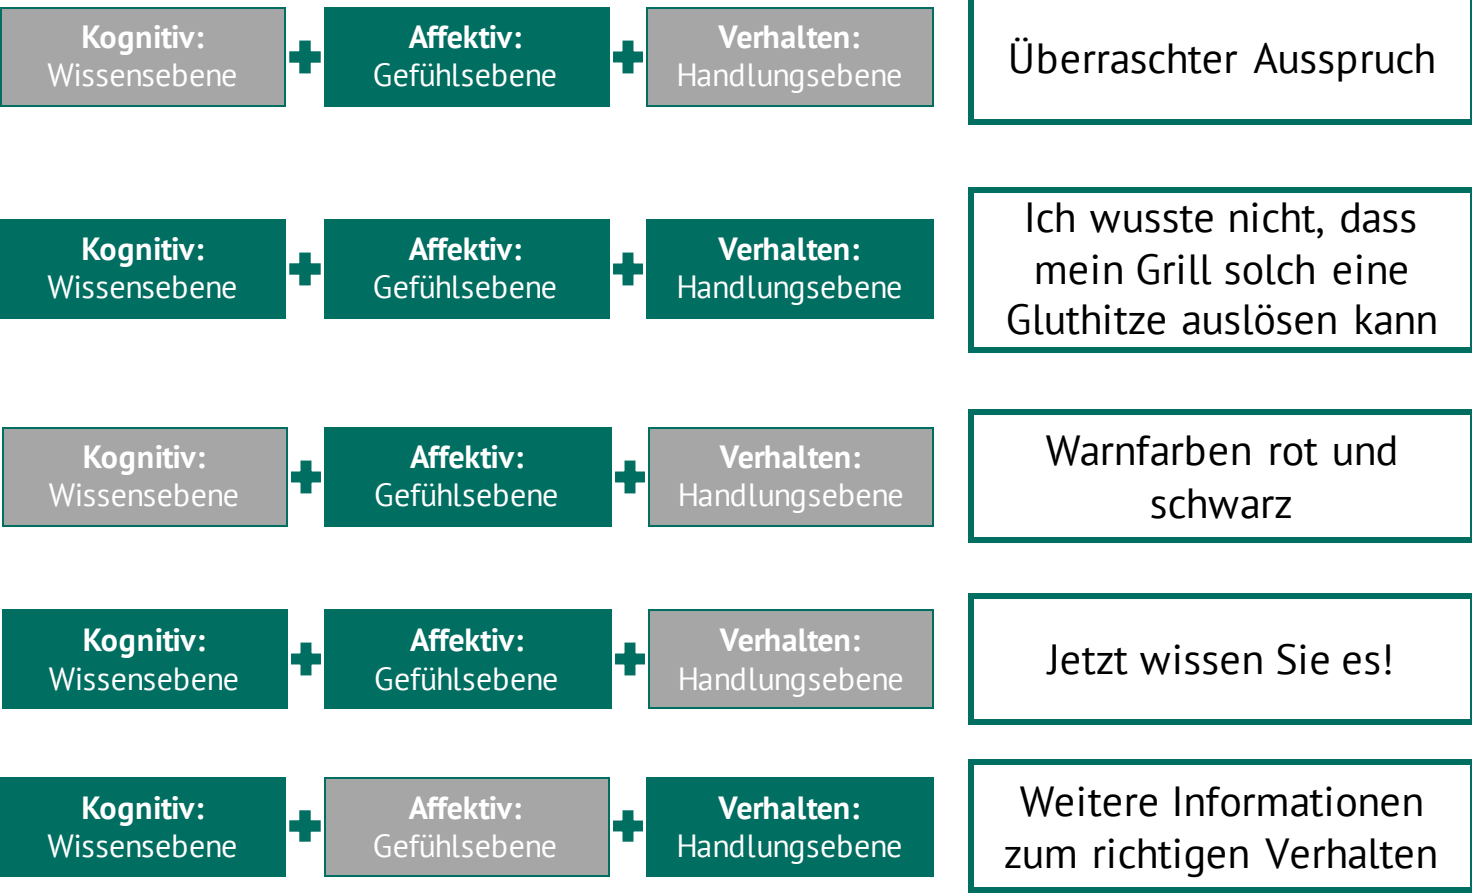 Kognitiv:
Wissensebene
Affektiv:
Gefühlsebene
Verhalten:
Handlungsebene
Überraschter Ausspruch
Kognitiv:
Wissensebene
Affektiv:
Gefühlsebene
Verhalten:
Handlungsebene
Ich wusste nicht, dass
mein Grill solch eine
Gluthitze auslösen kann
Kognitiv:
Wissensebene
Affektiv:
Gefühlsebene
Verhalten:
Handlungsebene
Warnfarben rot und
schwarz
Kognitiv:
Wissensebene
Affektiv:
Gefühlsebene
Verhalten:
Handlungsebene
Jetzt wissen Sie es!
Kognitiv:
Wissensebene
Affektiv:
Gefühlsebene
Verhalten:
Handlungsebene
Weitere Informationen
zum richtigen Verhalten